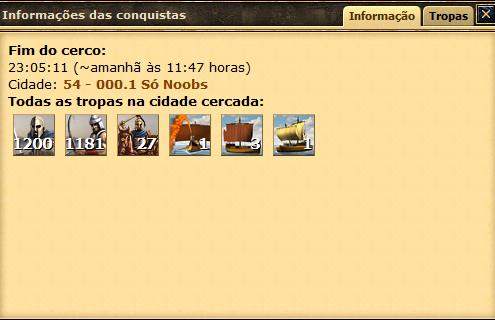 Informações das conquistas
Informação
Tropas
Fim do cerco:
23:05:11 (~amanhã às 11:47 horas)
Cidade: 54 - 000.1 Só Noobs
Todas as tropas na cidade cercada:
1200 1181 27 1 3 1